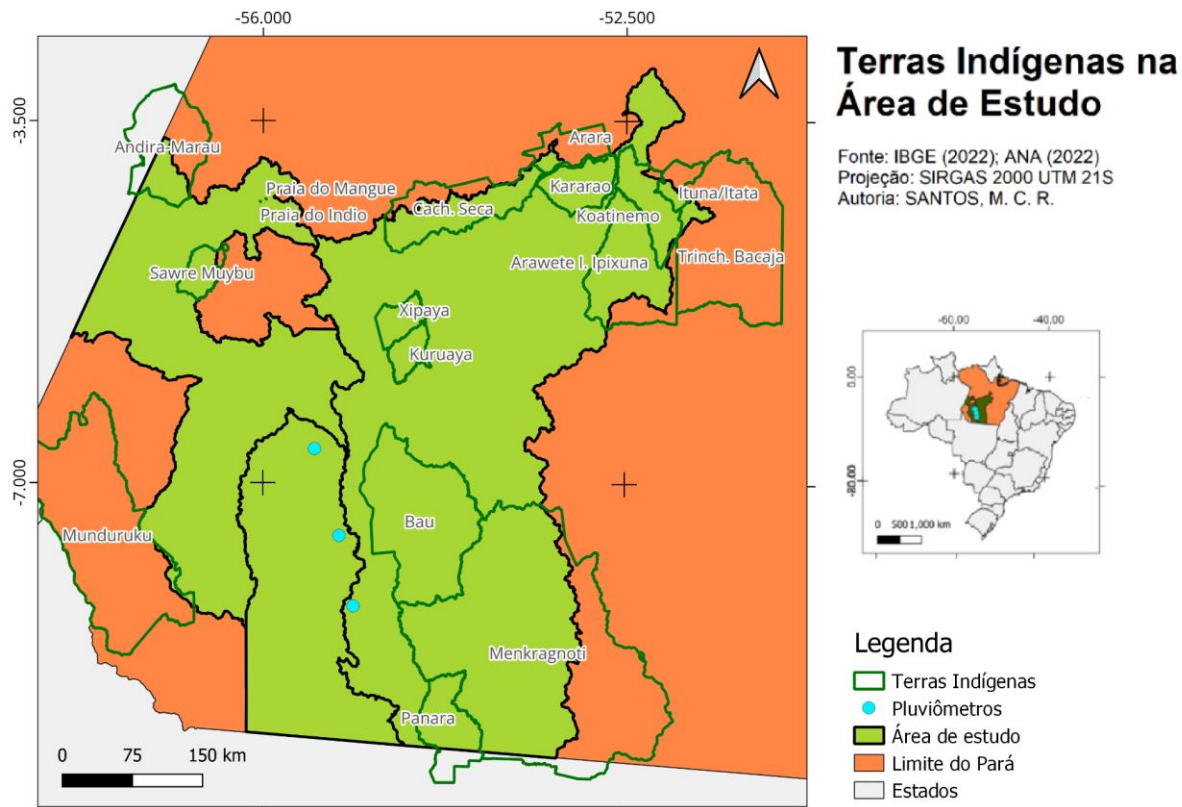 -56.000
-52.500
-3.500
-7.000
Andira-Marau
Arara
Praia do Mangue
Kararao
Ituna/Itata
Cach. Seca
Praia do Indio
Koatinemo
Sawre Muybu
Arawete I. Ipixuna
Trinch. Bacaja
Xipaya
Kuruaya
Bau
Munduruku
Menkragnoti
Panara
0 75 150 km
Terras Indígenas na
Área de Estudo
Fonte: IBGE (2022); ANA (2022)
Projeção: SIRGAS 2000 UTM 21S
Autoria: SANTOS, M. C. R.
-60.00
-40.00
0.00
0 5001,000 km
Legenda
Terras Indígenas
Pluviômetros
Área de estudo
Limite do Pará
Estados